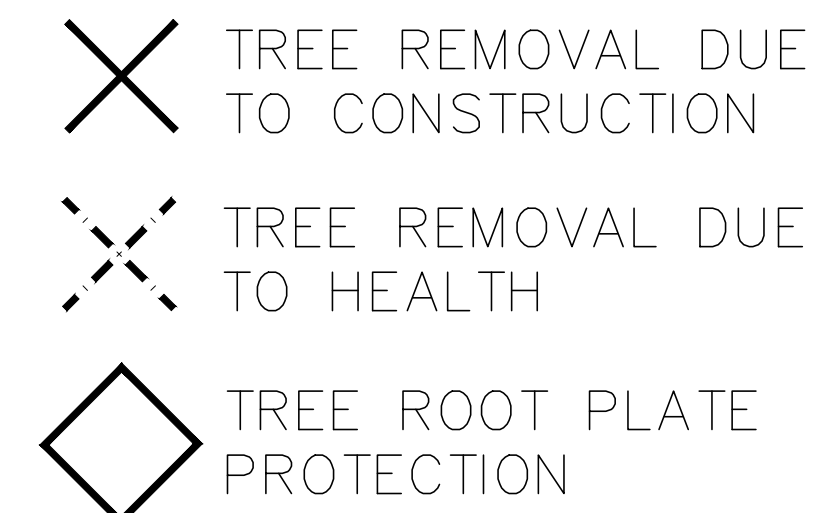 TREE REMOVAL DUE
TO CONSTRUCTION
TREE REMOVAL DUE
TO HEALTH
TREE ROOT PLATE
PROTECTION